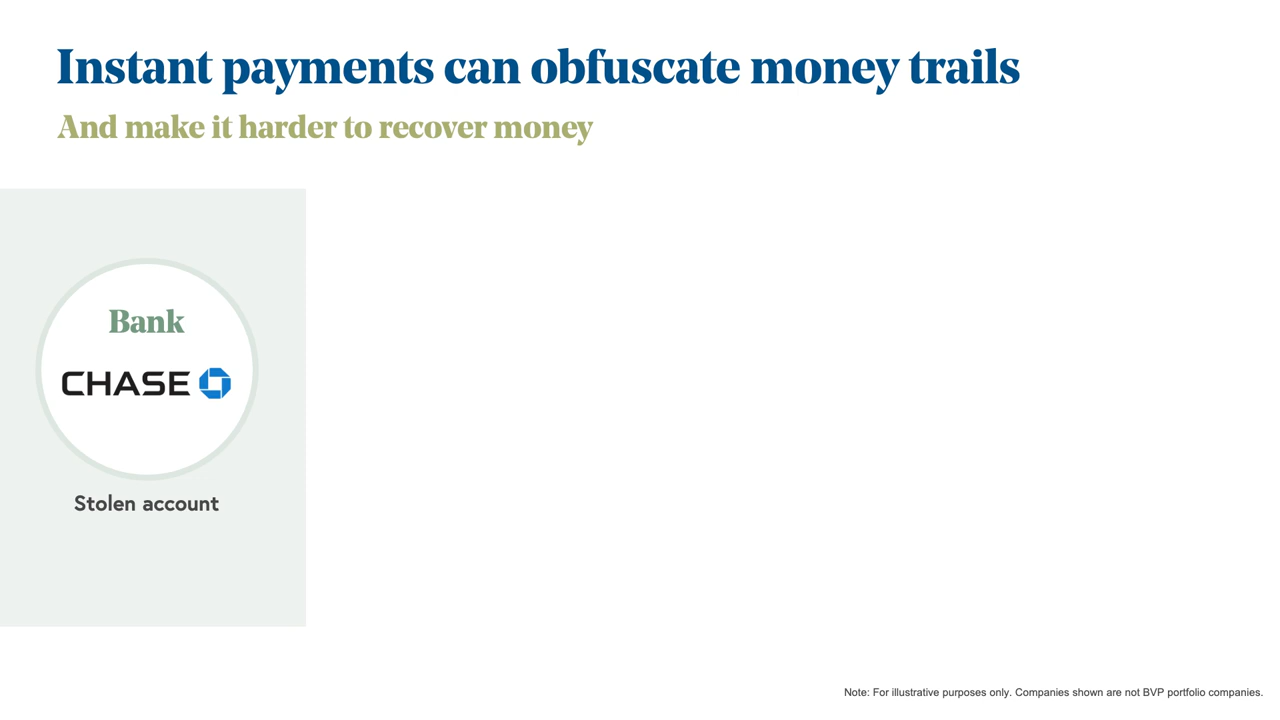 Instant payments can obfuscate money trails
And make it harder to recover money
Bank
CHASE
Stolen account
Note: For illustrative purposes only. Companies shown are not BVP portfolio companies.